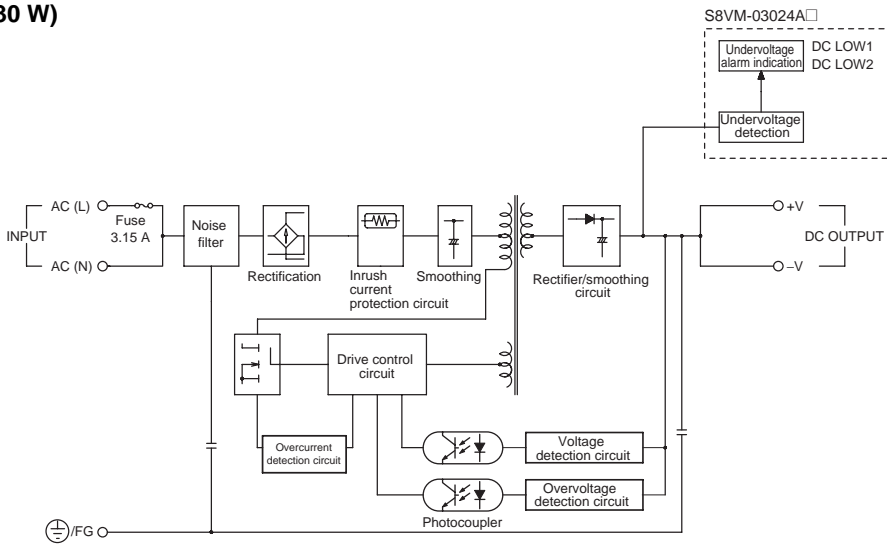 30 W)
S8VM-03024A□
Undervoltage
alarm indication
DC LOW1
DC LOW2
Undervoltage
detection
INPUT
AC (L)
Fuse
3.15 A
AC (N)
Noise
filter
Rectification
Inrush
current
protection circuit
Smoothing
Rectifier/smoothing
circuit
+V
DC OUTPUT
–V
Drive control
circuit
Overcurrent
detection circuit
Voltage
detection circuit
Overvoltage
detection circuit
Photocoupler
/FG